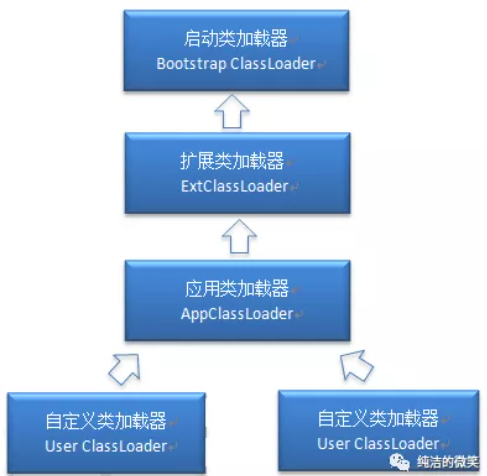 启动类加载器
Bootstrap ClassLoader
扩展类加载器
ExtClassLoader
应用类加载器
AppClassLoader
自定义类加载器
User ClassLoader
自定义类加载器
User ClassLoader
纯洁的微笑